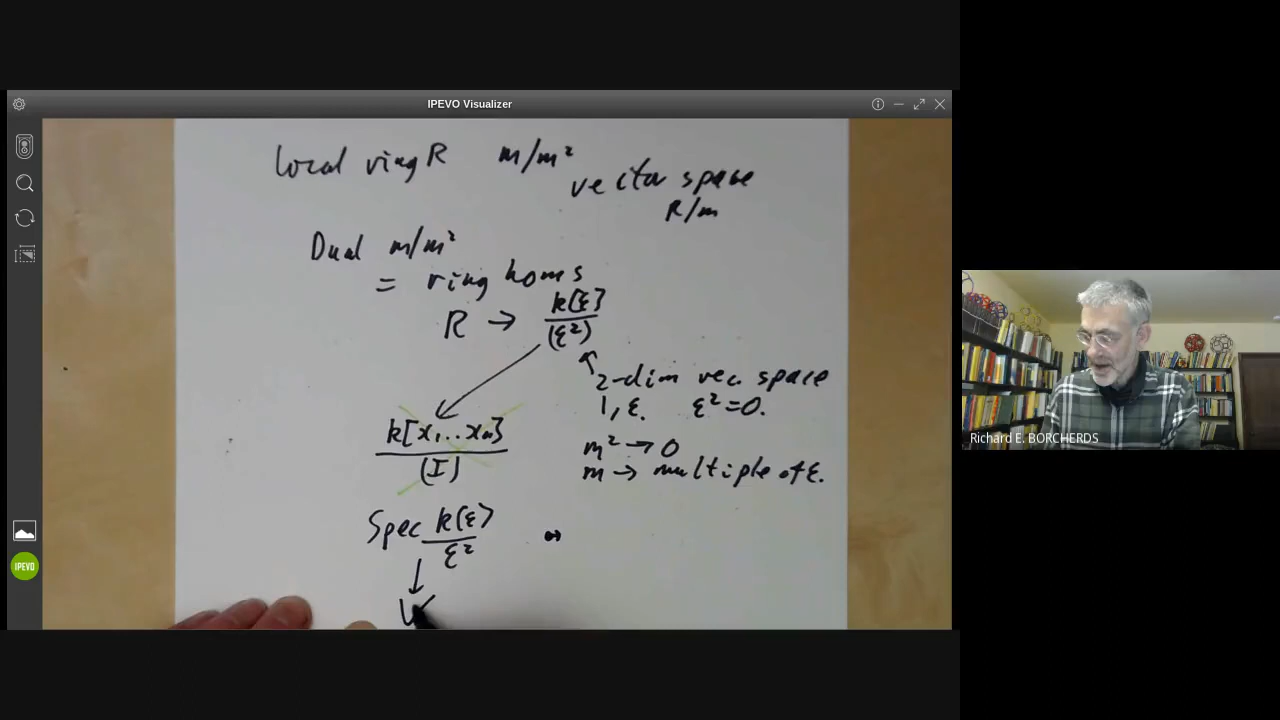 IPEVO Visualizer
local ring R m/m²
vector space
R/m
Dual m/m²
= ring homs
R → k[ε]/(ε²)
2-dim vec. space
1, ε. ε² = 0.
k[x₁..xₙ]/(I)
m² → 0
m → multiple of ε.
Spec k[ε]/ε²
↓
V
IPEVO
Richard E. BORCHERDS